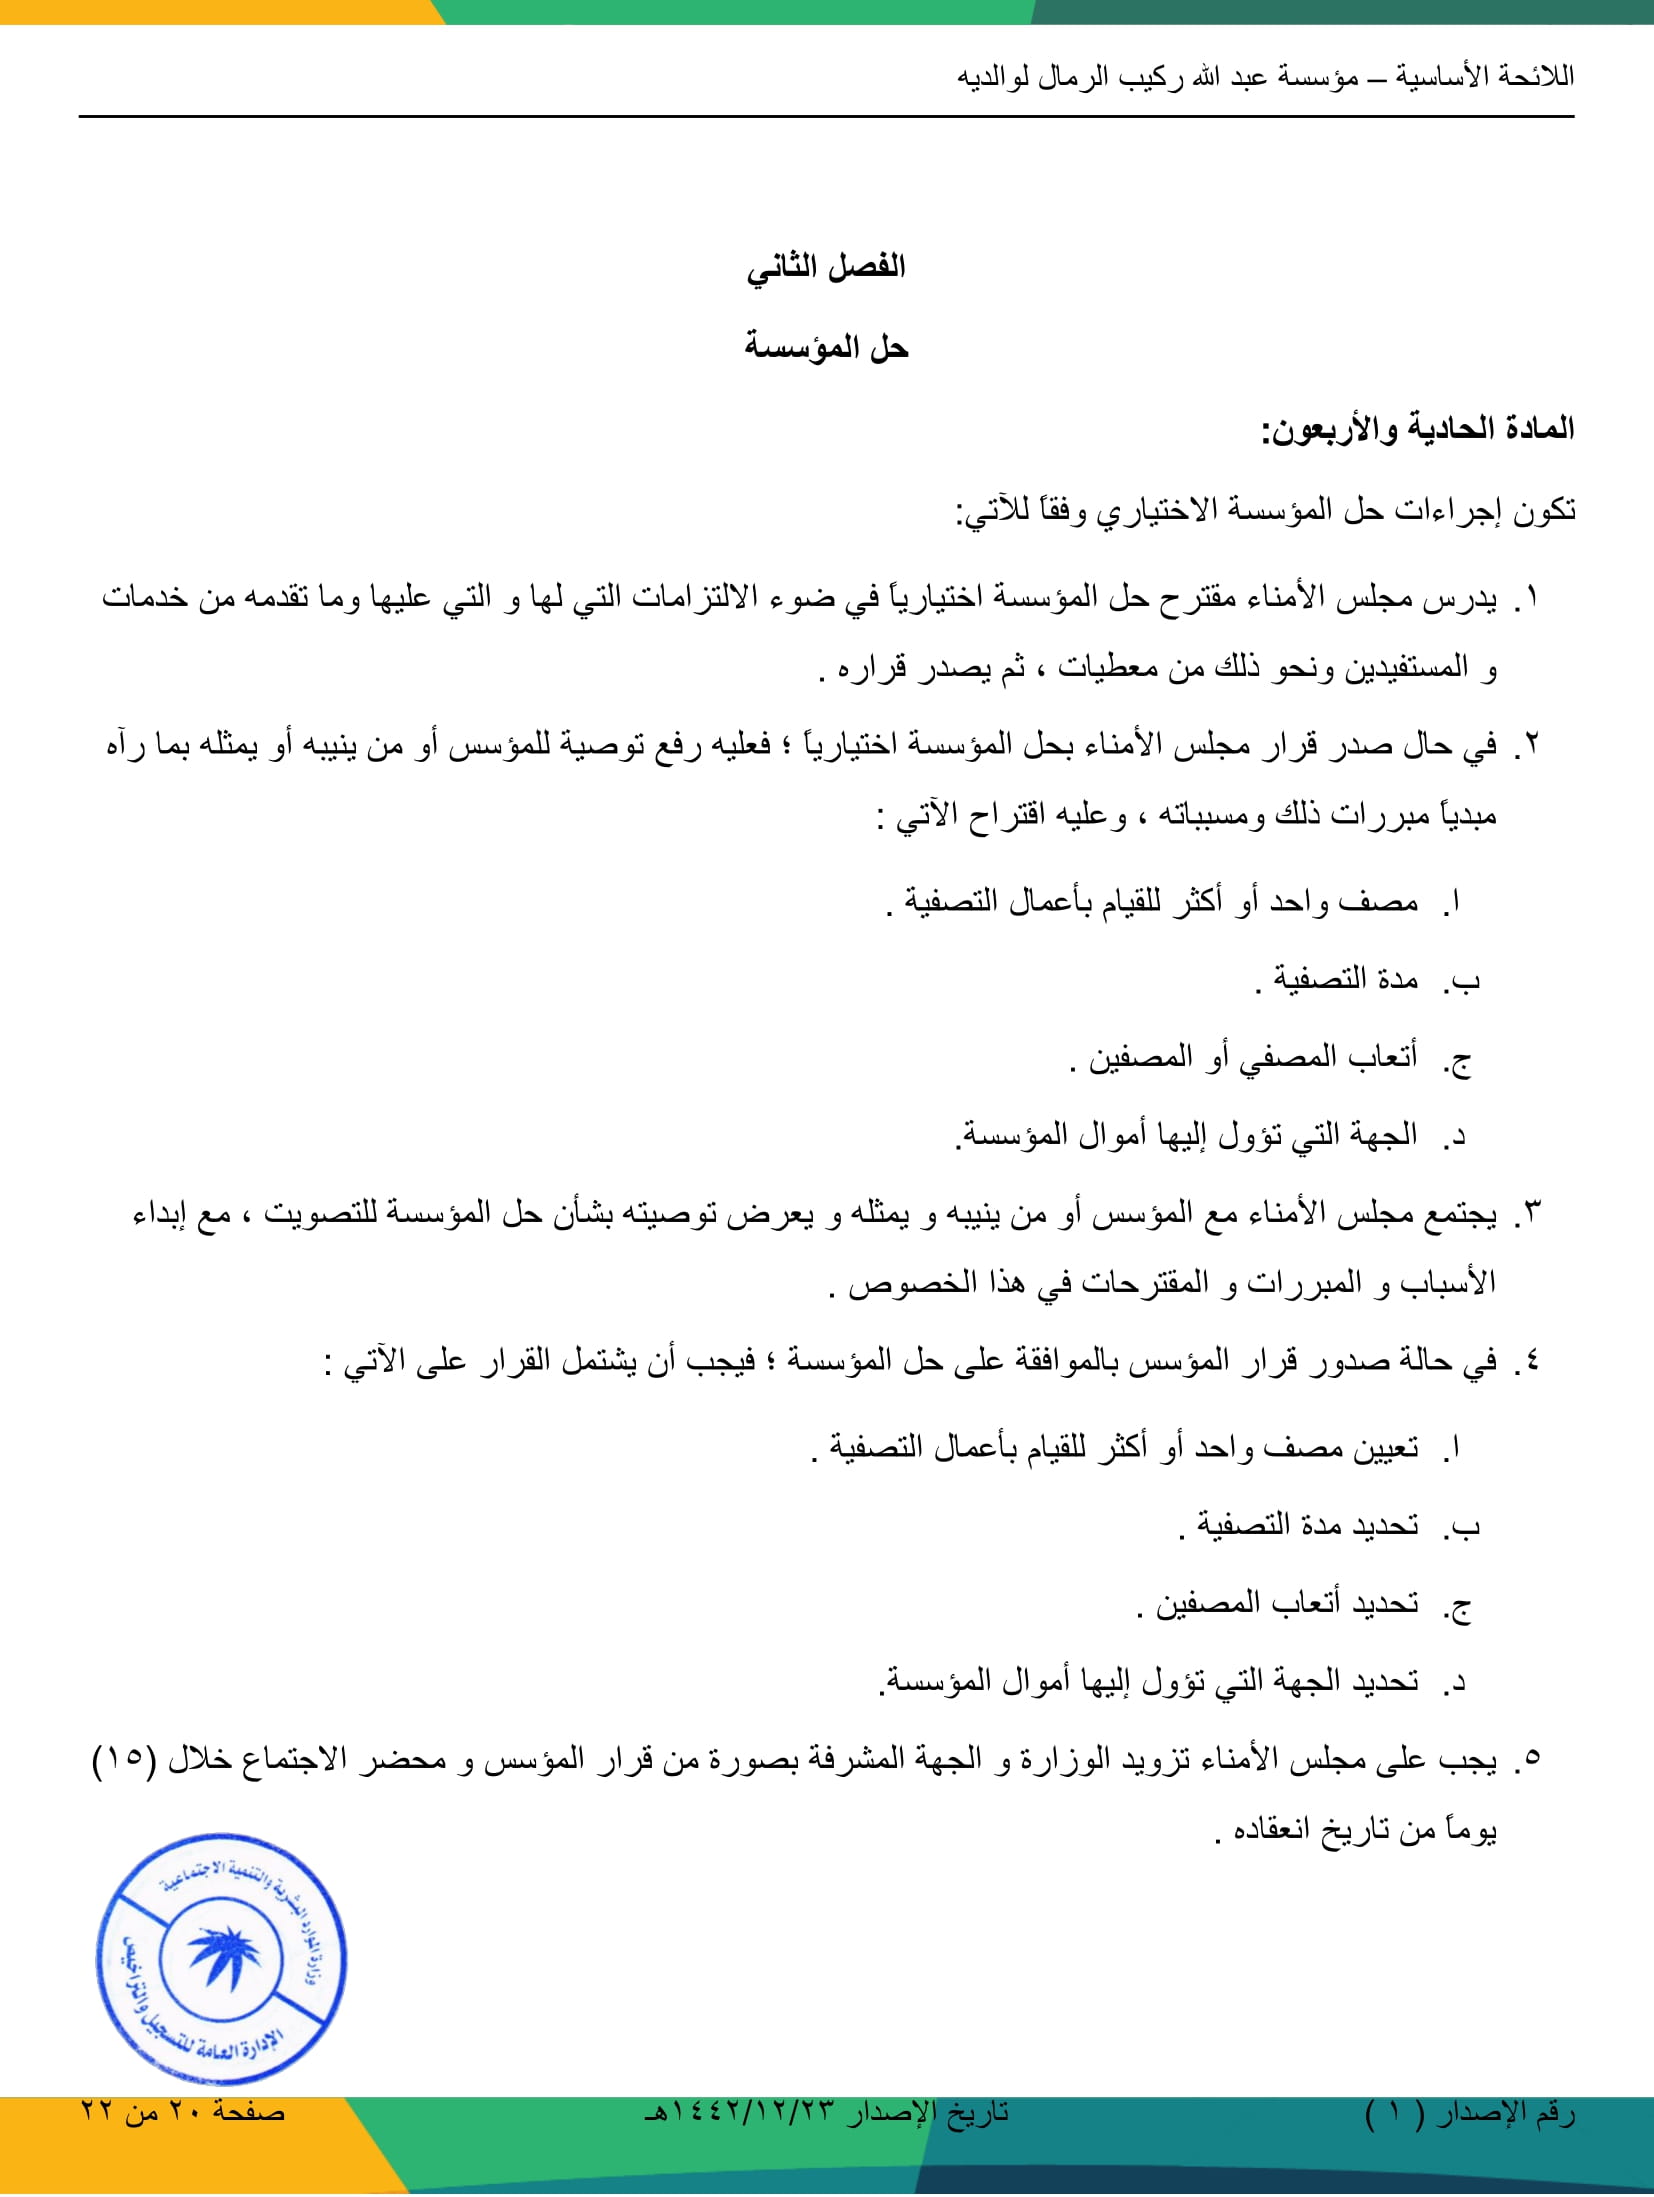 اللائحة الأساسية – مؤسسة عبد الله ركيب الرمال لوالديه
الفصل الثاني
حل المؤسسة
المادة الحادية والأربعون:
تكون إجراءات حل المؤسسة الاختياري وفقاً للآتي:
١. يدرس مجلس الأمناء مقترح حل المؤسسة اختيارياً في ضوء الالتزامات التي لها و التي عليها وما تقدمه من خدمات
و المستفيدين ونحو ذلك من معطيات ، ثم يصدر قراره .
٢. في حال صدر قرار مجلس الأمناء بحل المؤسسة اختيارياً ؛ فعليه رفع توصية للمؤسس أو من ينيبه أو يمثله بما رآه
مبدياً مبررات ذلك ومسبباته ، وعليه اقتراح الآتي :
ا. مصف واحد أو أكثر للقيام بأعمال التصفية .
ب. مدة التصفية .
ج. أتعاب المصفي أو المصفين .
د. الجهة التي تؤول إليها أموال المؤسسة.
٣. يجتمع مجلس الأمناء مع المؤسس أو من ينيبه و يمثله و يعرض توصيته بشأن حل المؤسسة للتصويت ، مع إبداء
الأسباب و المبررات و المقترحات في هذا الخصوص .
٤. في حالة صدور قرار المؤسس بالموافقة على حل المؤسسة ؛ فيجب أن يشتمل القرار على الآتي :
ا. تعيين مصف واحد أو أكثر للقيام بأعمال التصفية .
ب. تحديد مدة التصفية .
ج. تحديد أتعاب المصفين .
د. تحديد الجهة التي تؤول إليها أموال المؤسسة.
٥. يجب على مجلس الأمناء تزويد الوزارة و الجهة المشرفة بصورة من قرار المؤسس و محضر الاجتماع خلال (١٥)
يوماً من تاريخ انعقاده .
وزارة الموارد البشرية والتنمية الاجتماعية
الإدارة العامة للتسجيل والتراخيص
رقم الإصدار ( ١ ) تاريخ الإصدار ١٤٤٢/١٢/٢٣هـ صفحة ٢٠ من ٢٢